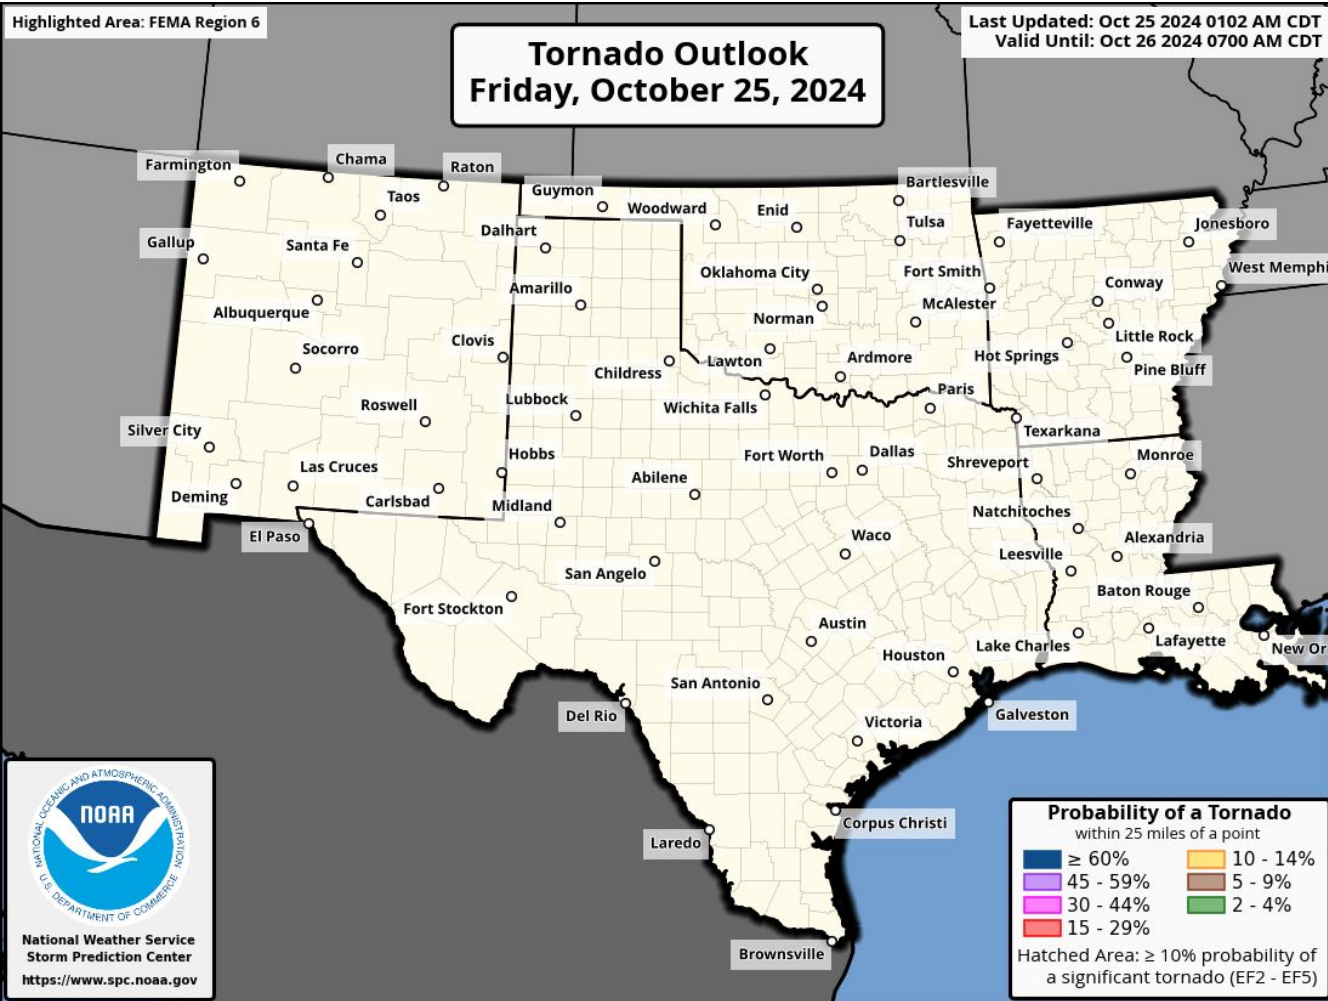 Highlighted Area: FEMA Region 6
Last Updated: Oct 25 2024 0102 AM CDT
Valid Until: Oct 26 2024 0700 AM CDT
Tornado Outlook
Friday, October 25, 2024
Farmington
Chama
Raton
Taos
Guymon
Woodward
Enid
Bartlesville
Tulsa
Fayetteville
Jonesboro
Gallup
Santa Fe
Dalhart
Oklahoma City
Fort Smith
West Memphi
Amarillo
Conway
Albuquerque
McAlester
Norman
Socorro
Clovis
Little Rock
Childress
Lawton
Ardmore
Hot Springs
Pine Bluff
Roswell
Lubbock
Wichita Falls
Paris
Silver City
Texarkana
Las Cruces
Hobbs
Abilene
Fort Worth
Dallas
Shreveport
Monroe
Deming
Carlsbad
Midland
Natchitoches
El Paso
Waco
Alexandria
San Angelo
Leesville
Fort Stockton
Baton Rouge
Austin
Houston
Lake Charles
Lafayette
New Or
San Antonio
Del Rio
Victoria
Galveston
Corpus Christi
Laredo
Brownsville
NATIONAL OCEANIC AND ATMOSPHERIC ADMINISTRATION
NOAA
U.S. DEPARTMENT OF COMMERCE
National Weather Service
Storm Prediction Center
https://www.spc.noaa.gov
Probability of a Tornado
within 25 miles of a point
≥ 60%
10 - 14%
45 - 59%
5 - 9%
30 - 44%
2 - 4%
15 - 29%
Hatched Area: ≥ 10% probability of
a significant tornado (EF2 - EF5)